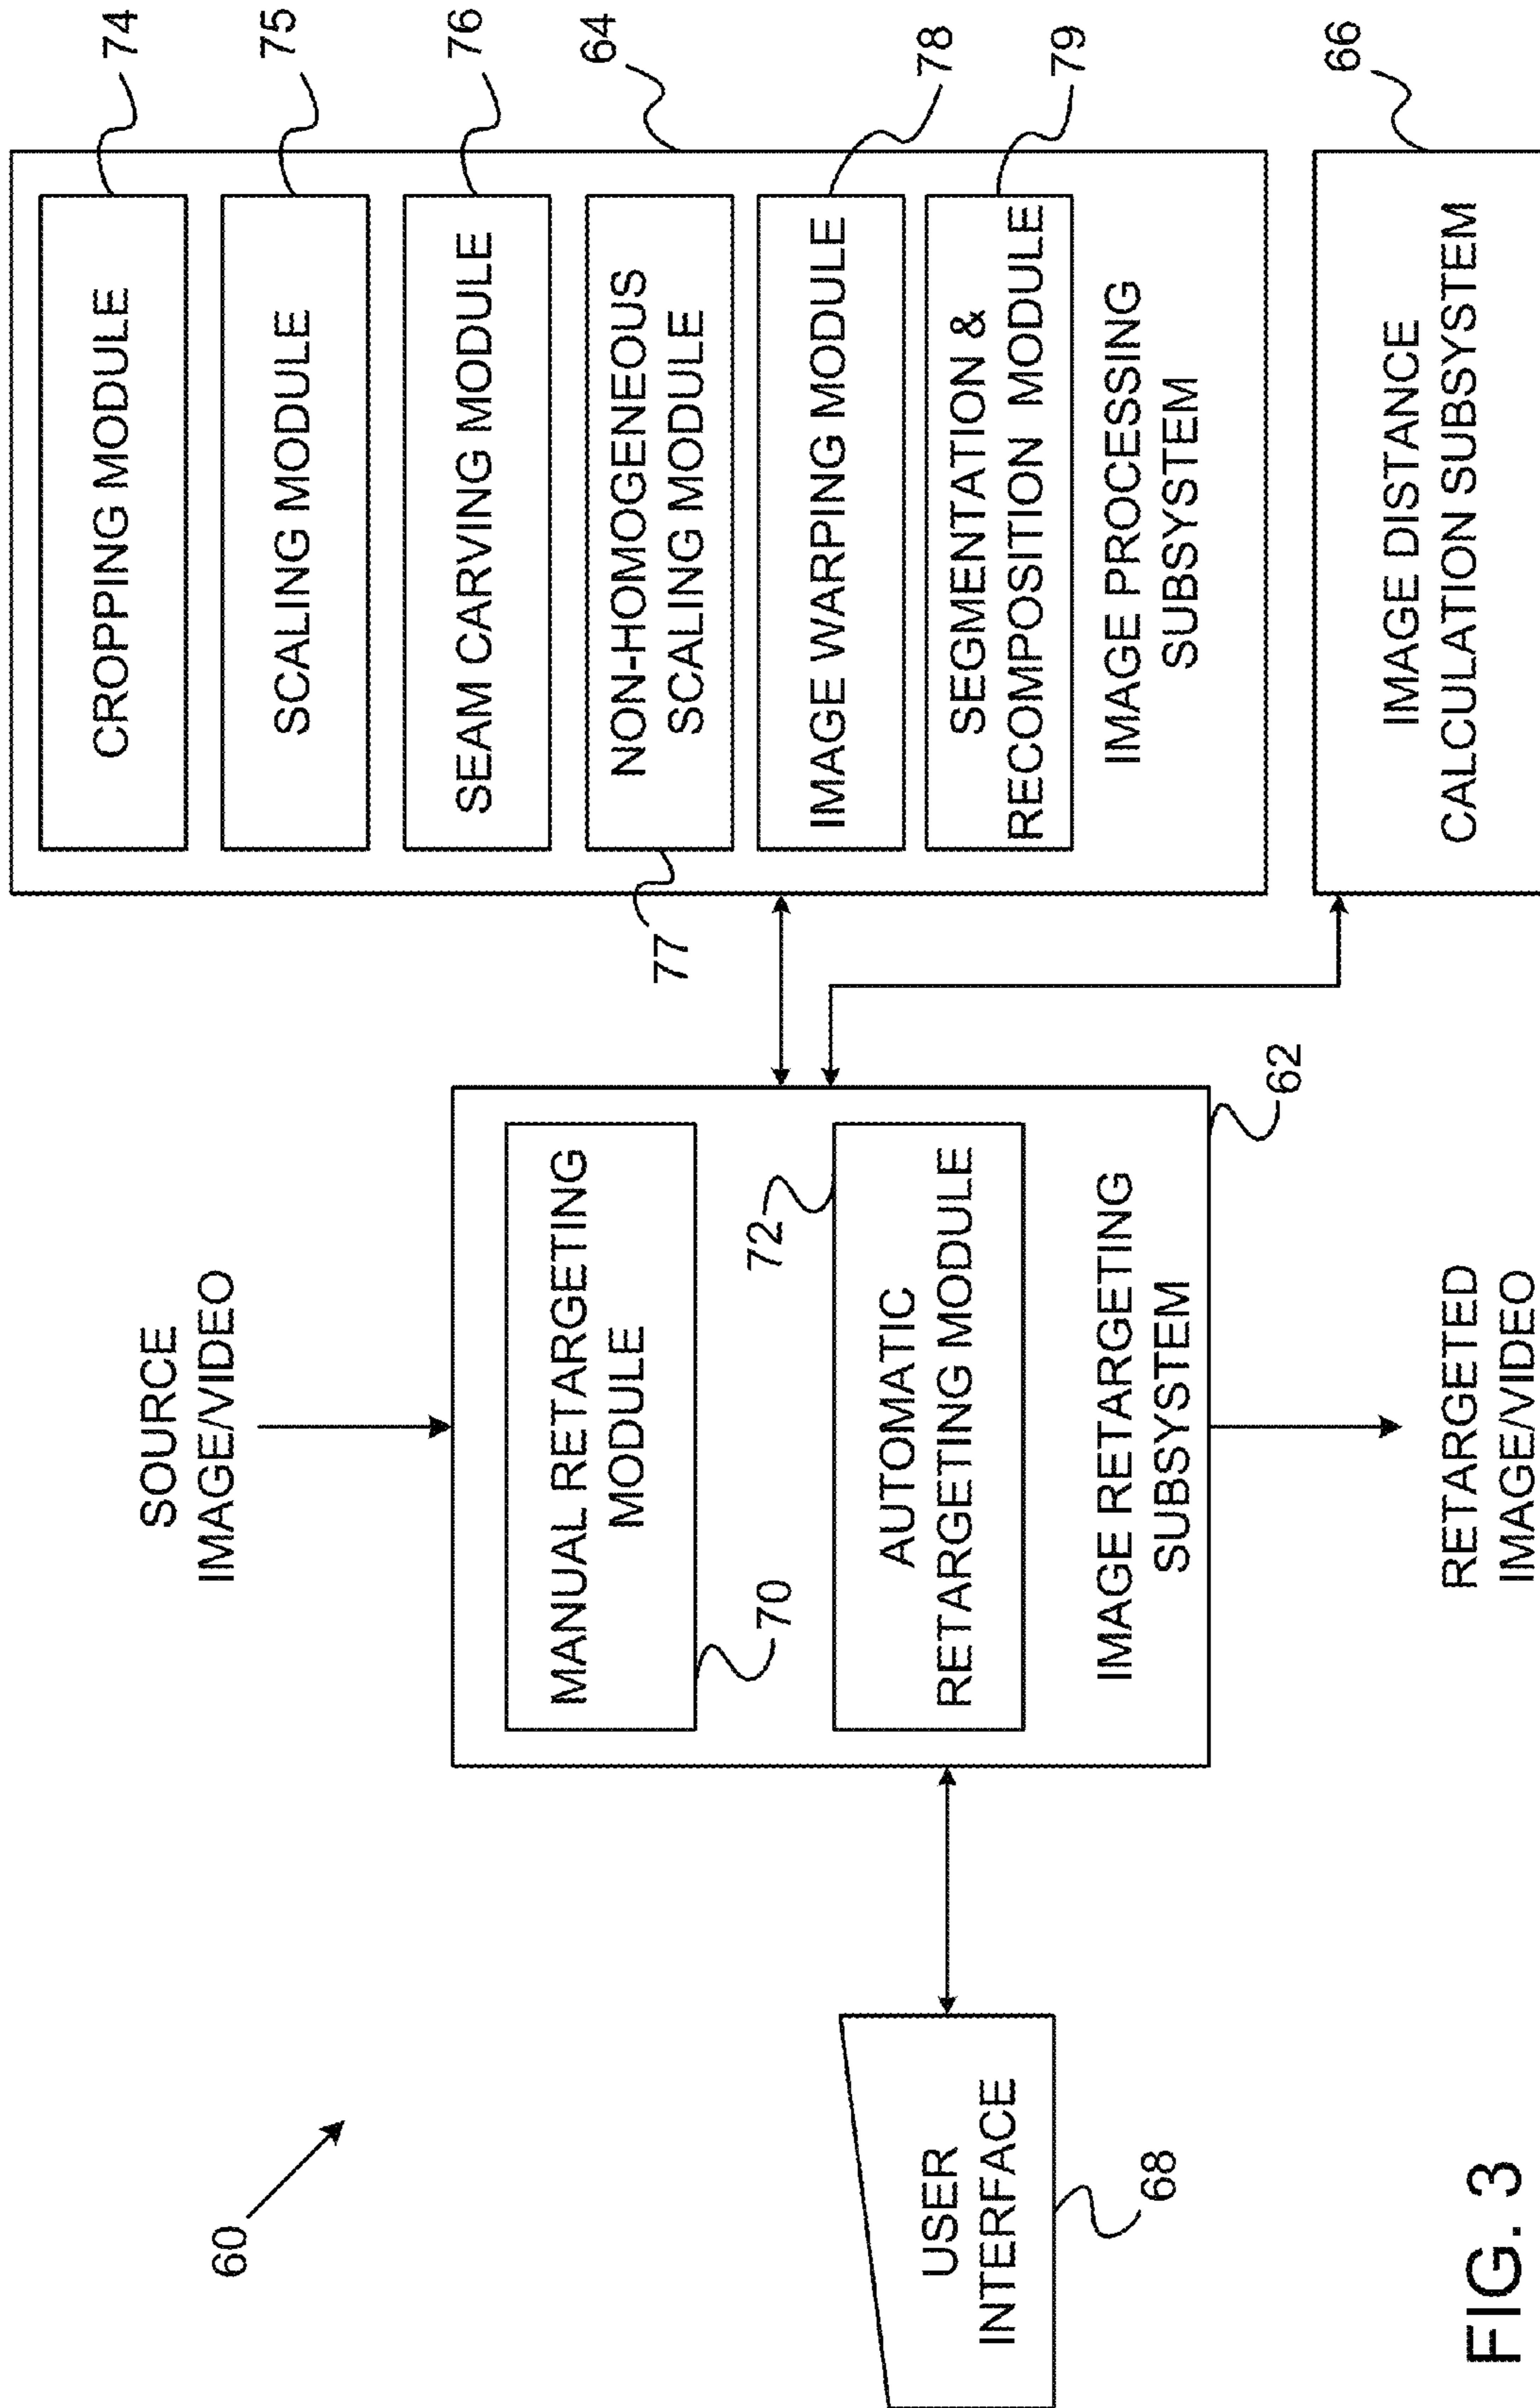 60
SOURCE
IMAGE/VIDEO
USER
INTERFACE
68
MANUAL RETARGETING
MODULE
70
72
AUTOMATIC
RETARGETING MODULE
IMAGE RETARGETING
SUBSYSTEM
62
RETARGETED
IMAGE/VIDEO
CROPPING MODULE
74
SCALING MODULE
75
SEAM CARVING MODULE
76
NON-HOMOGENEOUS
SCALING MODULE
77
64
IMAGE WARPING MODULE
78
SEGMENTATION &
RECOMPOSITION MODULE
79
IMAGE PROCESSING
SUBSYSTEM
IMAGE DISTANCE
CALCULATION SUBSYSTEM
66
FIG. 3